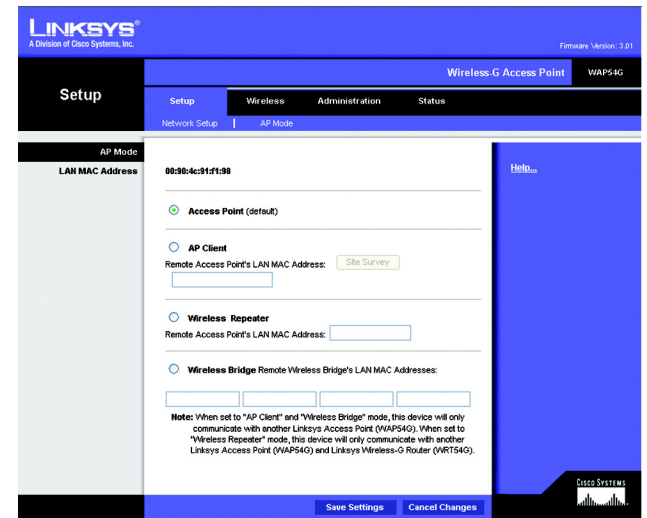 LINKSYS®
A Division of Cisco Systems, Inc.
Firmware Version: 3.01
Wireless-G Access Point WAP54G
Setup
Setup Wireless Administration Status
Network Setup | AP Mode
AP Mode
LAN MAC Address
00:90:4c:91:f1:98
Help...
Access Point (default)
AP Client
Remote Access Point's LAN MAC Address: Site Survey
Wireless Repeater
Remote Access Point's LAN MAC Address:
Wireless Bridge Remote Wireless Bridge's LAN MAC Addresses:
Note: When set to "AP Client" and "Wireless Bridge" mode, this device will only
communicate with another Linksys Access Point (WAP54G). When set to
"Wireless Repeater" mode, this device will only communicate with another
Linksys Access Point (WAP54G) and Linksys Wireless-G Router (WRT54G).
Save Settings Cancel Changes
CISCO SYSTEMS